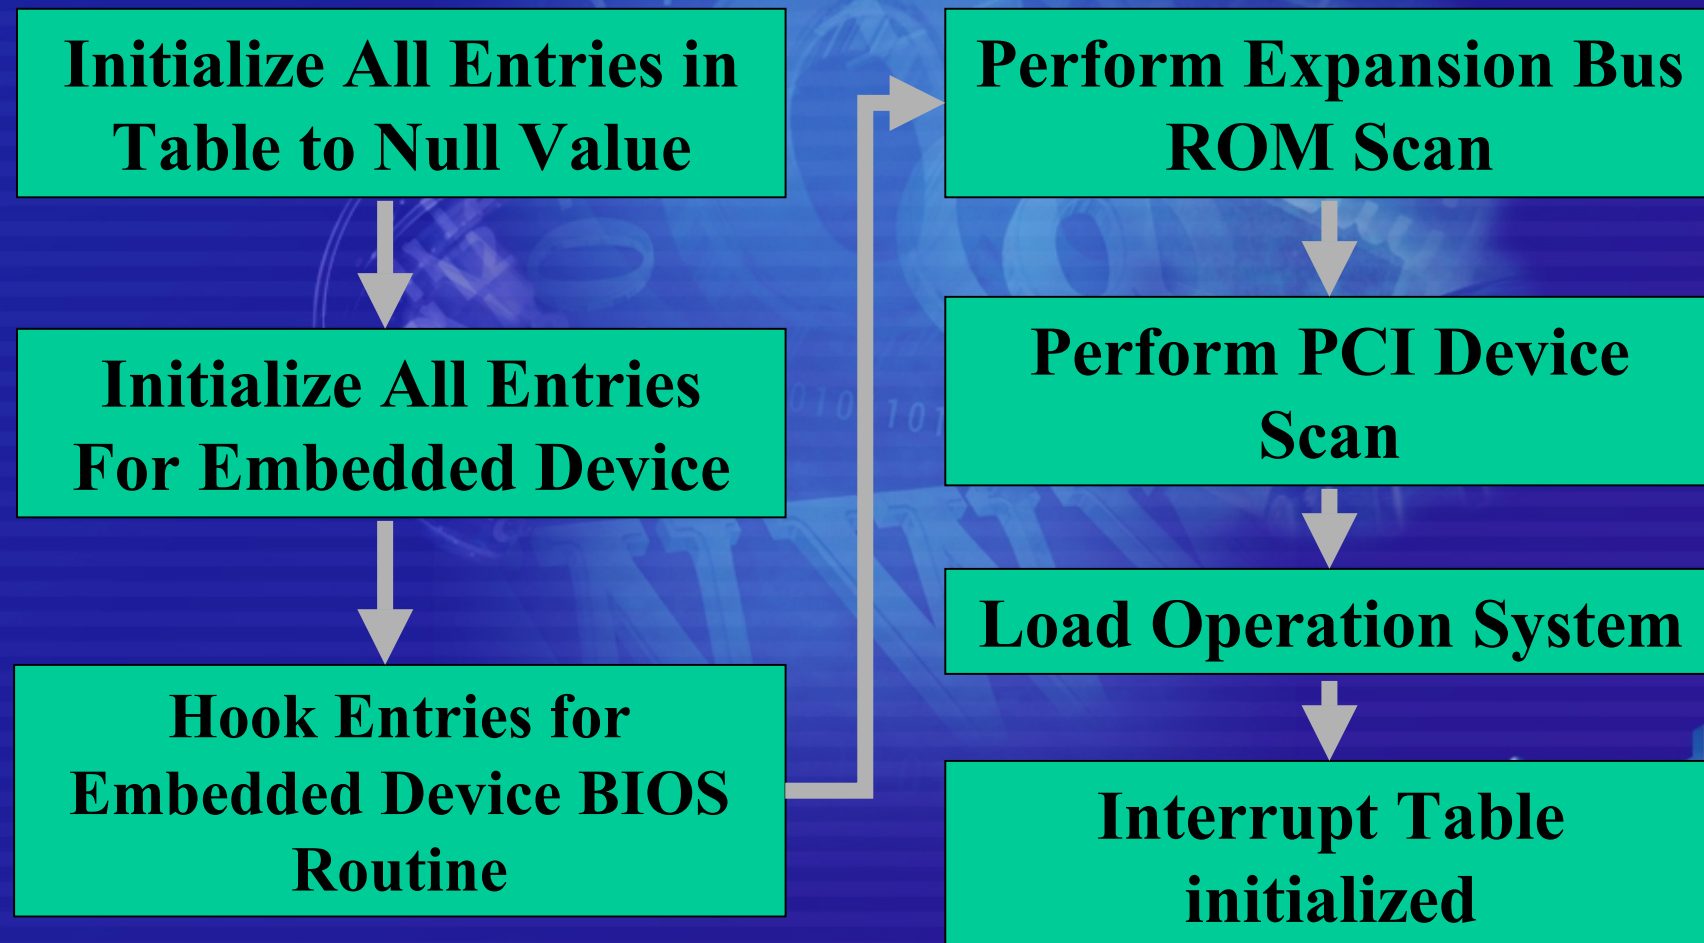 Initialize All Entries in
Table to Null Value
Initialize All Entries
For Embedded Device
Hook Entries for
Embedded Device BIOS
Routine
Perform Expansion Bus
ROM Scan
Perform PCI Device
Scan
Load Operation System
Interrupt Table
initialized